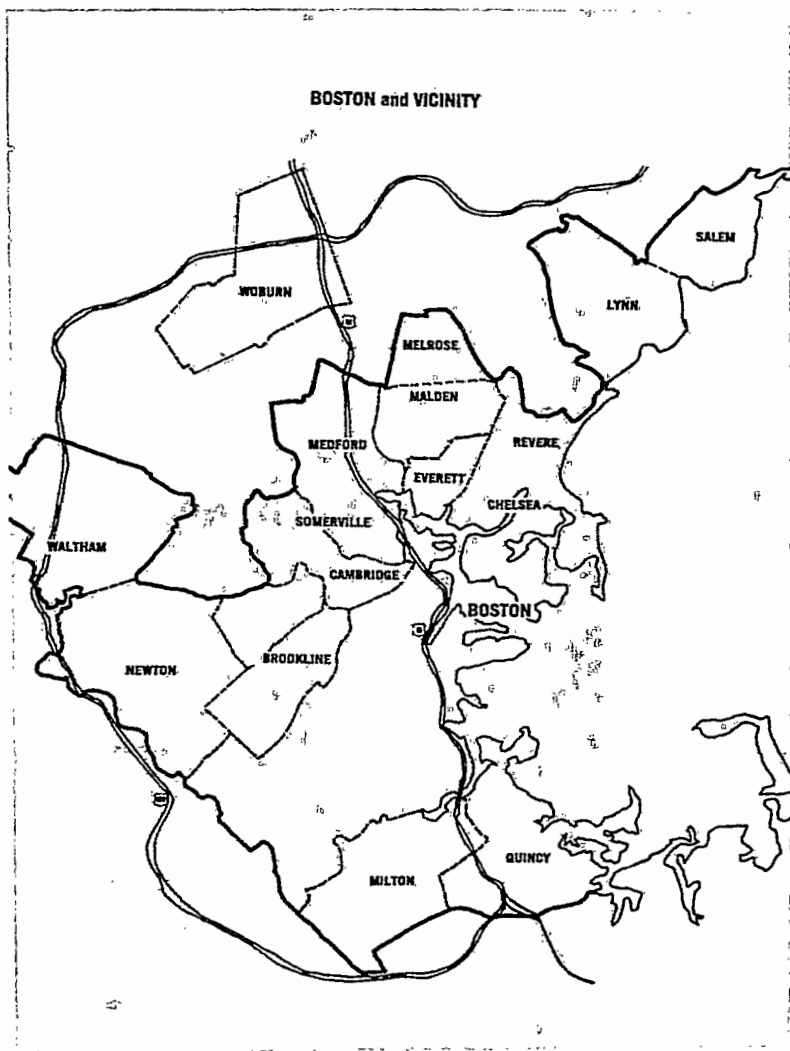 BOSTON and VICINITY
SALEM
WOBURN
LYNN
MELROSE
MALDEN
MEDFORD
REVERE
EVERETT
CHELSEA
SOMERVILLE
WALTHAM
CAMBRIDGE
BOSTON
BROOKLINE
NEWTON
QUINCY
MILTON